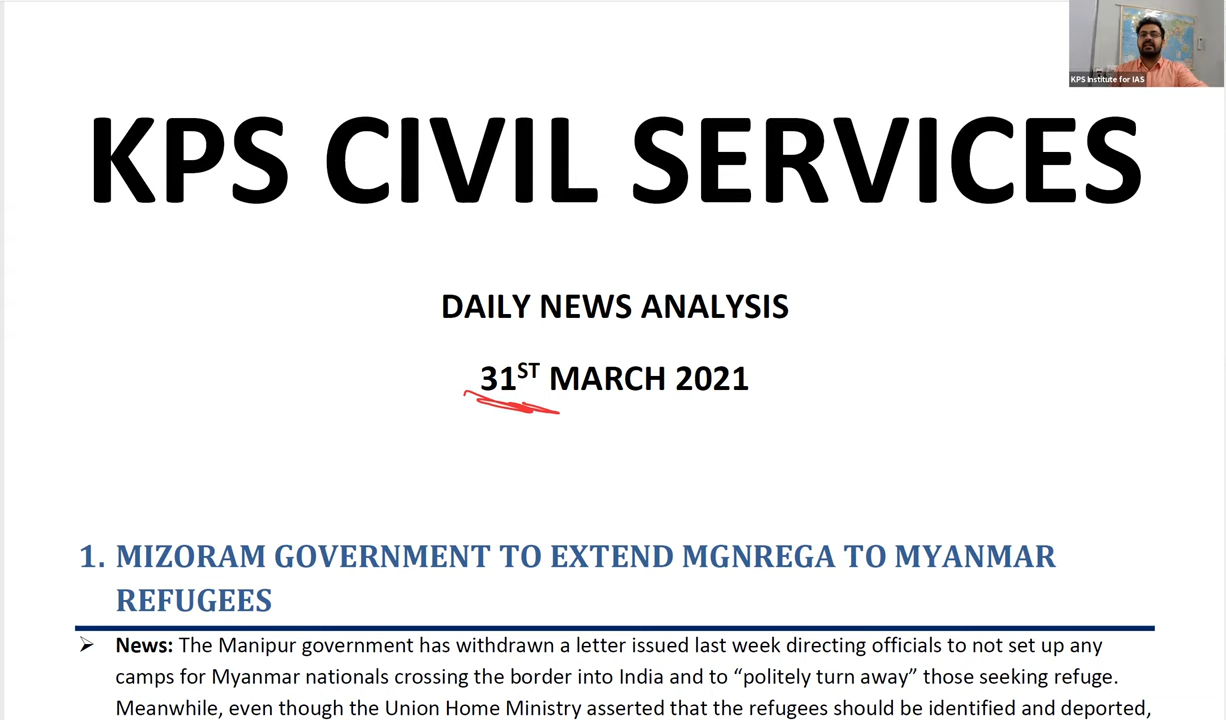 KPS Institute for IAS
KPS CIVIL SERVICES
DAILY NEWS ANALYSIS
31ST MARCH 2021
1. MIZORAM GOVERNMENT TO EXTEND MGNREGA TO MYANMAR
REFUGEES
➢ News: The Manipur government has withdrawn a letter issued last week directing officials to not set up any
camps for Myanmar nationals crossing the border into India and to “politely turn away” those seeking refuge.
Meanwhile, even though the Union Home Ministry asserted that the refugees should be identified and deported,